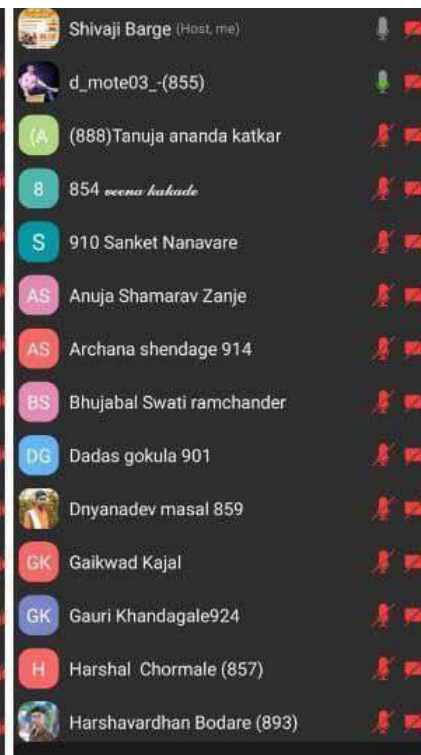 Shivaji Barge (Host, me)
d_mote03_-(855)
(A (888)Tanuja ananda katkar
8 854 𝓿𝓮𝓮𝓷𝓪 𝓴𝓪𝓴𝓪𝓭𝓮
S 910 Sanket Nanavare
AS Anuja Shamarav Zanje
AS Archana shendage 914
BS Bhujabal Swati ramchander
DG Dadas gokula 901
Dnyanadev masal 859
GK Gaikwad Kajal
GK Gauri Khandagale924
H Harshal Chormale (857)
Harshavardhan Bodare (893)